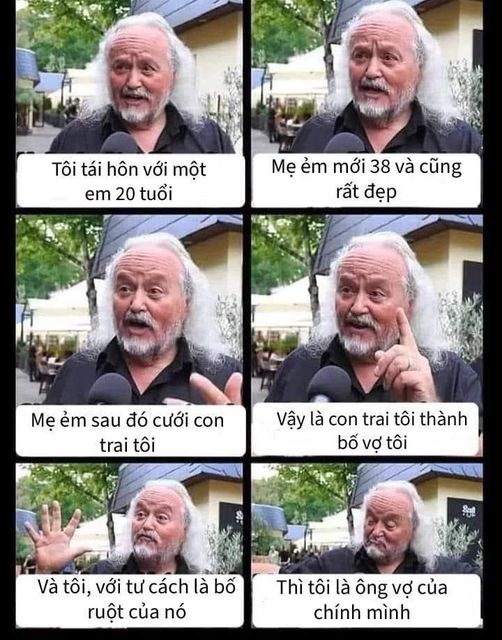 Tôi tái hôn với một
em 20 tuổi
Mẹ ẻm mới 38 và cũng
rất đẹp
Mẹ ẻm sau đó cưới con
trai tôi
Vậy là con trai tôi thành
bố vợ tôi
Và tôi, với tư cách là bố
ruột của nó
Thì tôi là ông vợ của
chính mình